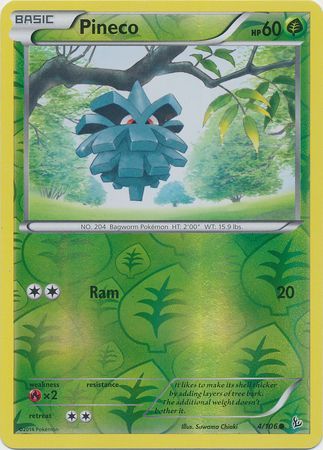 BASIC
Pineco
HP60
NO. 204 Bagworm Pokémon HT: 2'00" WT: 15.9 lbs.
Ram 20
weakness
×2
resistance
retreat
It likes to make its shell thicker
by adding layers of tree bark.
The additional weight doesn't
bother it.
©2014 Pokémon
Illus. Suwama Chiaki
4/106